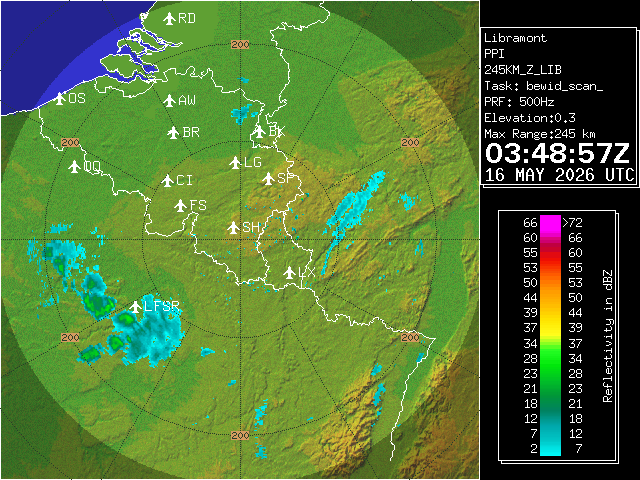 Libramont
PPI
245KM_Z_LIB
Task: bewid_scan_
PRF: 500Hz
Elevation:0.3
Max Range:245 km
03:48:57Z
16 MAY 2026 UTC
RD
200
OS
AW
BR
BK
200
200
QQ
LG
CI
SP
FS
SH
LX
LFSR
200
200
200
66 >72
60 66
55 60
53 55
50 53
44 50
39 44
37 39
34 37
28 34
23 28
21 23
18 21
12 18
7 12
2 7
Reflectivity in dBZ